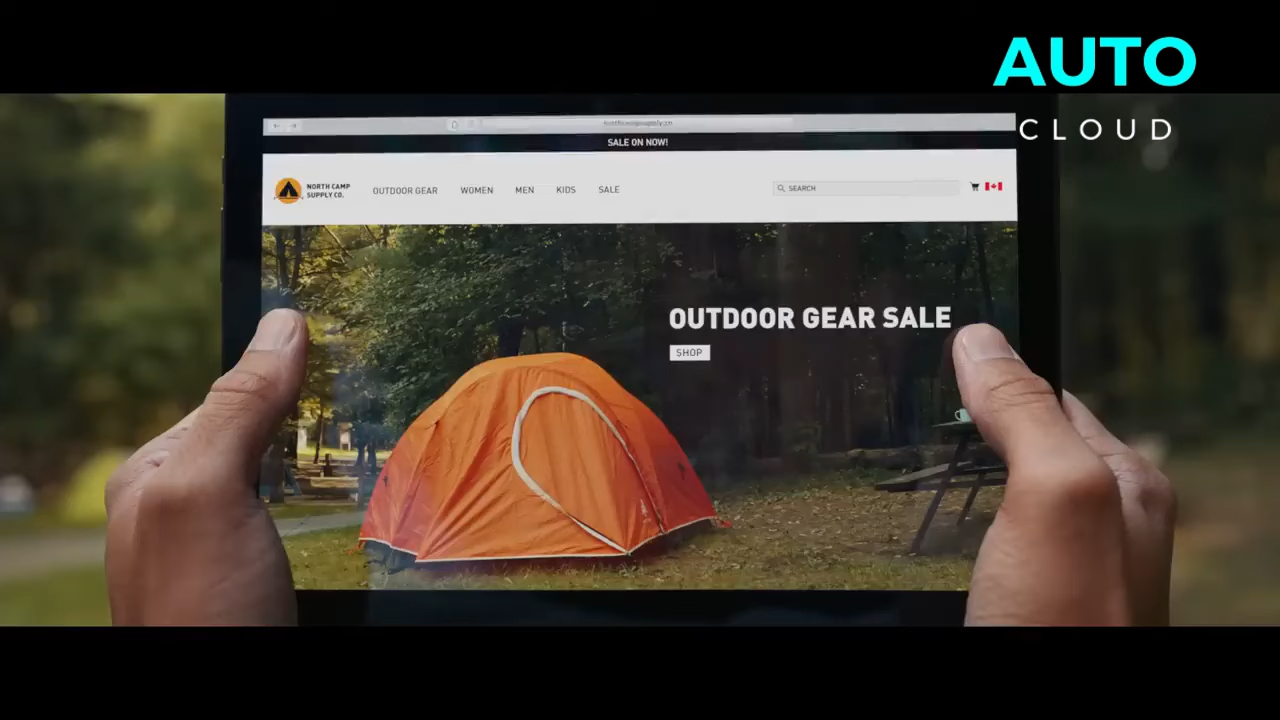 AUTO
CLOUD
SALE ON NOW!
NORTH CAMP
SUPPLY CO.
OUTDOOR GEAR
WOMEN
MEN
KIDS
SALE
SEARCH
OUTDOOR GEAR SALE
SHOP